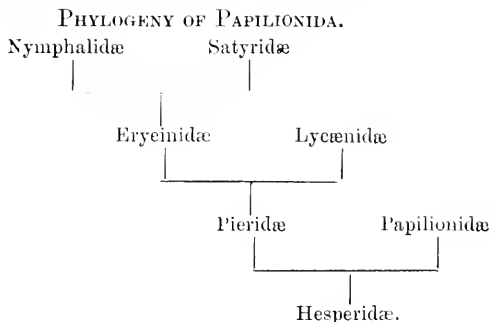 PHYLOGENY OF PAPILIONIDA.
Nymphalidæ Satyridæ
Erycinidæ Lycænidæ
Pieridæ Papilionidæ
Hesperidæ.